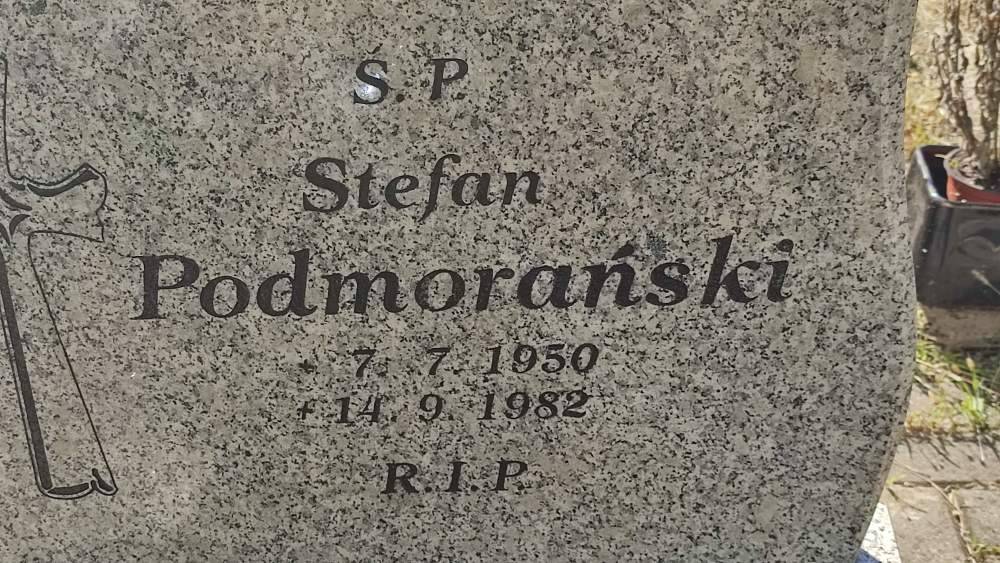 Ś. P.
Stefan
Podmorański
* 7. 7. 1950
+ 14. 9. 1982
R.I.P.